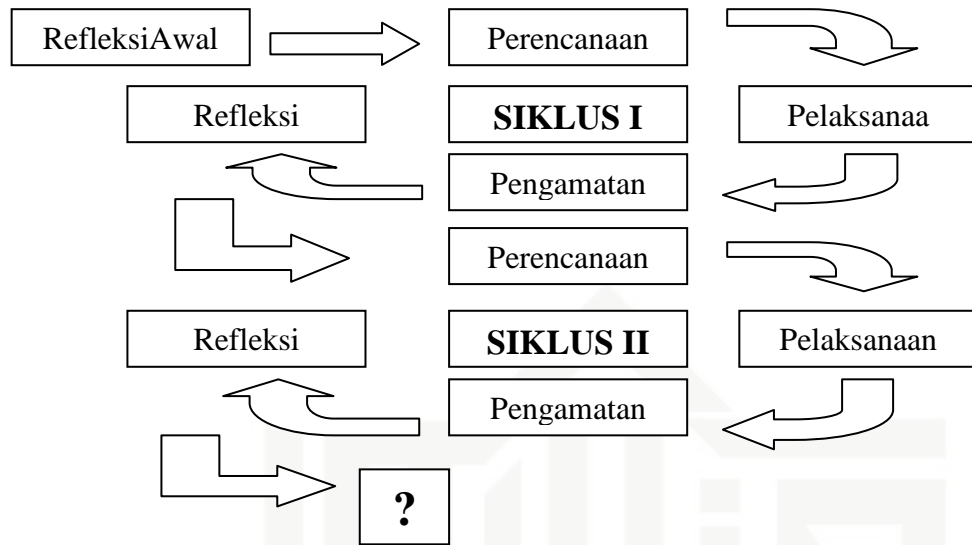 RefleksiAwal
Perencanaan
Refleksi
SIKLUS I
Pelaksanaa
Pengamatan
Perencanaan
Refleksi
SIKLUS II
Pelaksanaan
Pengamatan
?